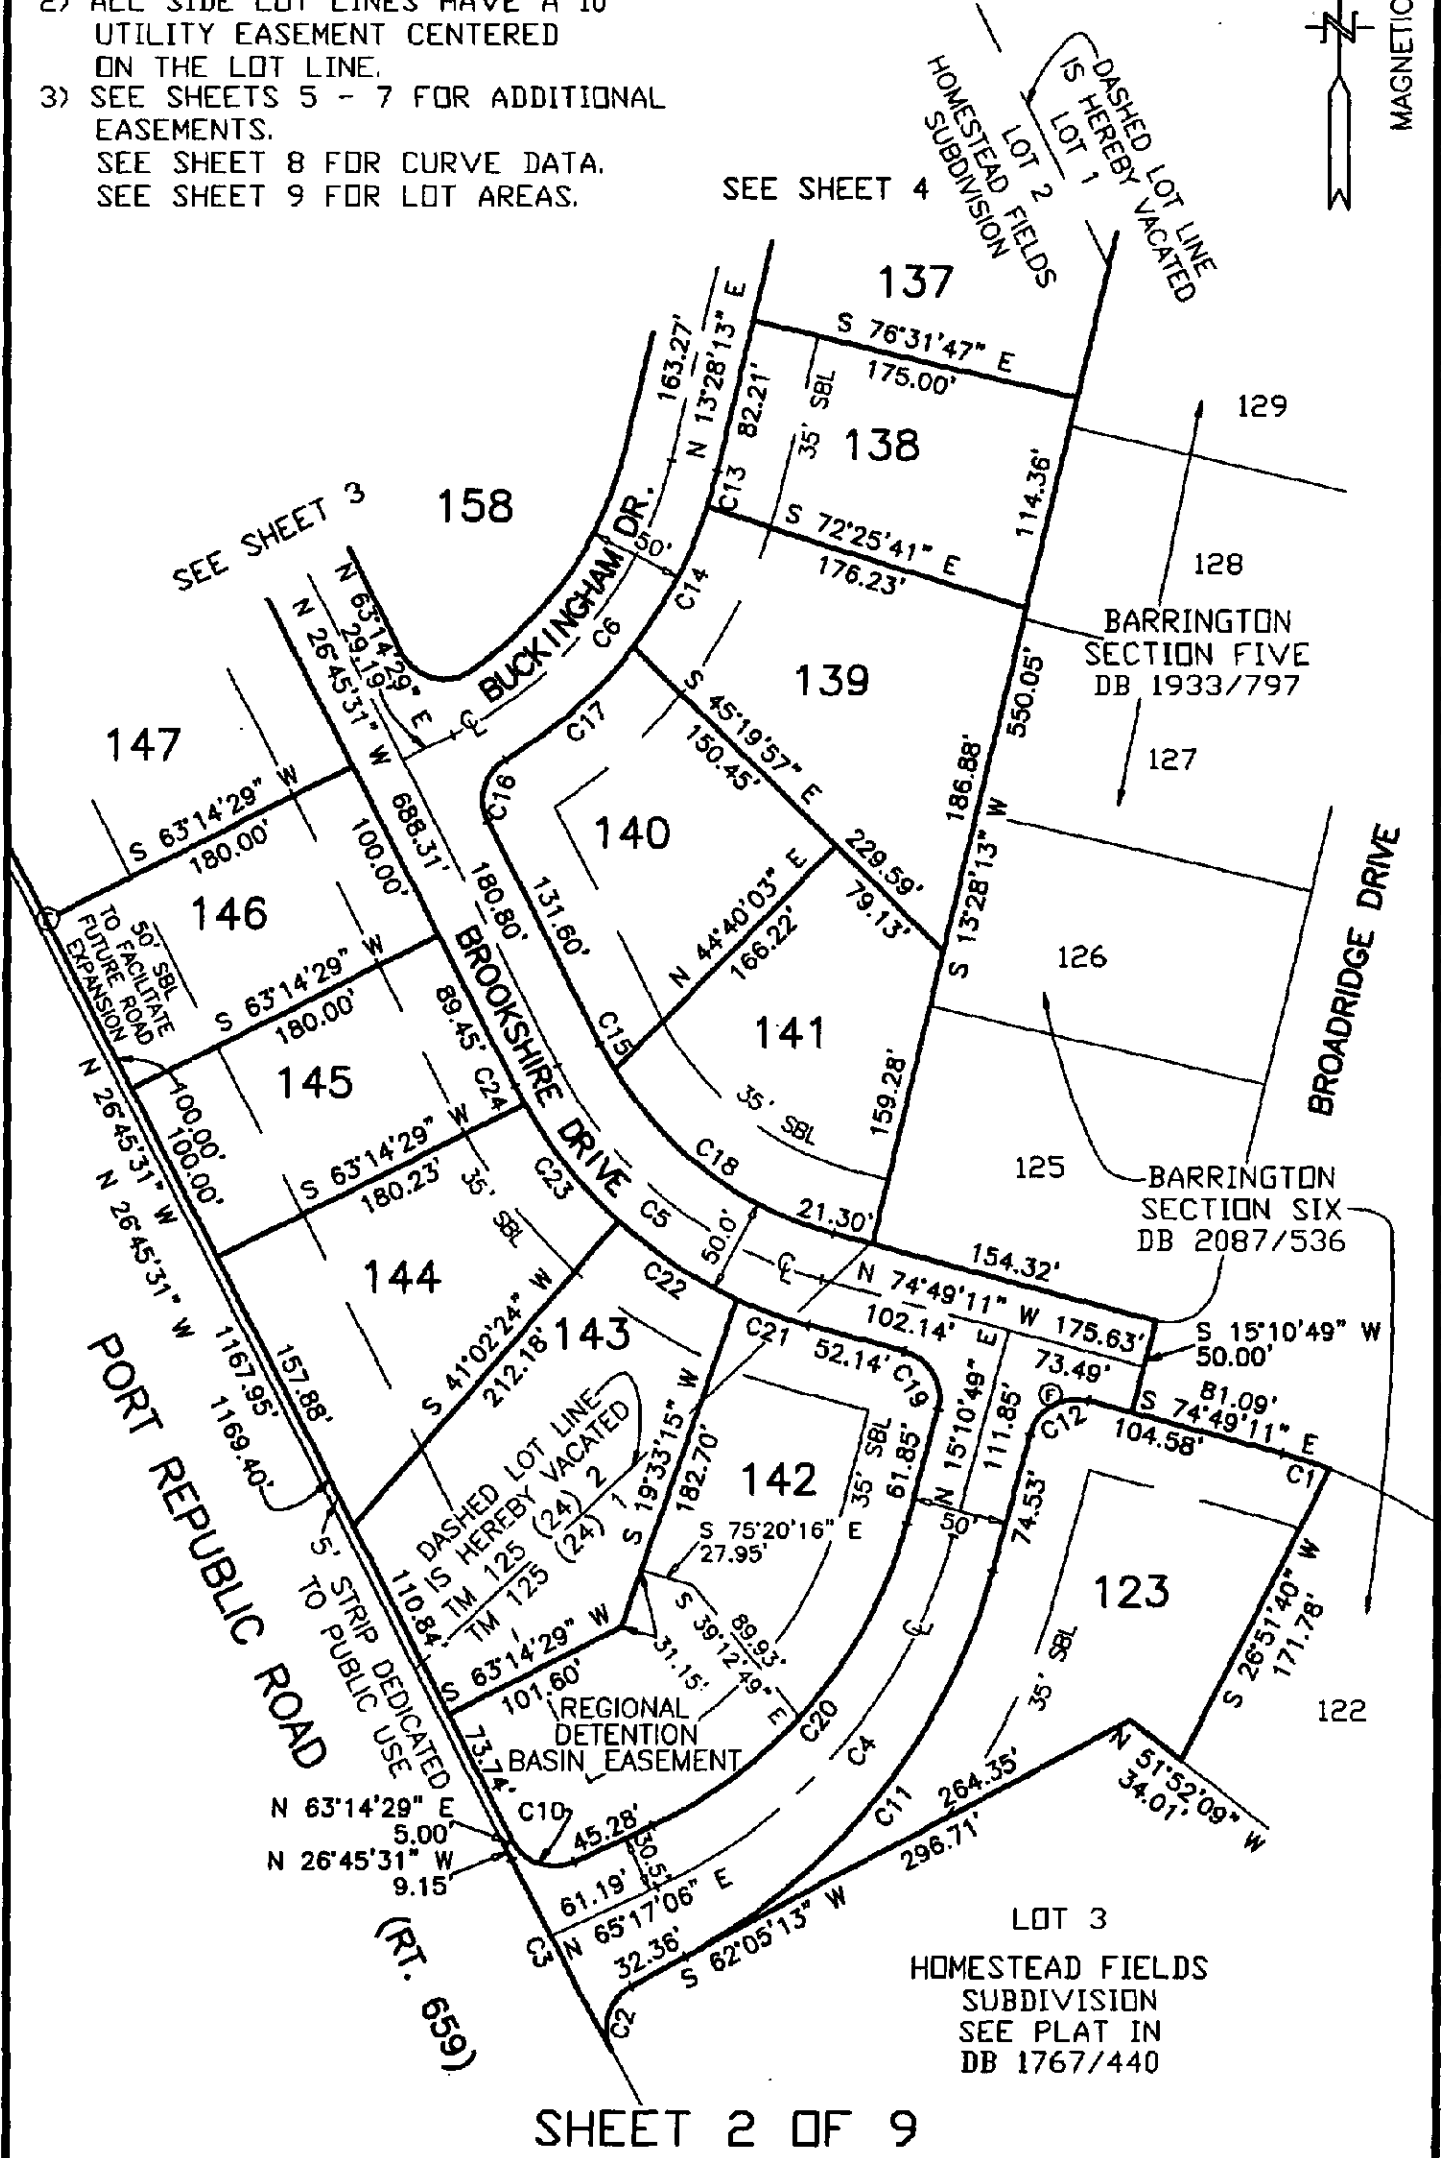 2) ALL SIDE LOT LINES HAVE A 10'
UTILITY EASEMENT CENTERED
ON THE LOT LINE.
3) SEE SHEETS 5 - 7 FOR ADDITIONAL
EASEMENTS.
SEE SHEET 8 FOR CURVE DATA.
SEE SHEET 9 FOR LOT AREAS.
MAGNETIC
N
SEE SHEET 4
HOMESTEAD FIELDS
SUBDIVISION
LOT 2
LOT 1
DASHED LOT LINE
IS HEREBY VACATED
137
S 76°31'47" E
175.00'
163.27'
N 13°28'13" E
82.21'
35' SBL
138
C13
114.36'
129
SEE SHEET 3
158
S 72°25'41" E
176.23'
128
BARRINGTON
SECTION FIVE
DB 1933/797
127
BUCKINGHAM DR.
50'
C14
C6
N 63°14'29" E
29.19'
N 26°45'31" W
688.31'
℄
C17
C16
139
S 45°19'57" E
150.45'
229.59'
79.13'
550.05'
186.88'
S 13°28'13" W
147
S 63°14'29" W
180.00'
100.00'
180.80'
131.60'
140
N 44°40'03" E
166.22'
146
50' SBL
TO FACILITATE
FUTURE ROAD
EXPANSION
F
S 63°14'29" W
180.00'
BROOKSHIRE DRIVE
89.45'
C24
C15
141
35' SBL
159.28'
126
BROADRIDGE DRIVE
145
100.00'
100.00'
N 26°45'31" W
N 26°45'31" W
S 63°14'29" W
180.23'
35' SBL
C23
C18
C5
50.0'
21.30'
125
BARRINGTON
SECTION SIX
DB 2087/536
144
C22
℄
154.32'
N 74°49'11" W
175.63'
102.14'
73.49'
S 15°10'49" W
50.00'
S 41°02'24" W
212.18'
143
C21
52.14'
C19
N 15°10'49" E
111.85'
F
C12
81.09'
S 74°49'11" E
104.58'
C1
1167.95'
1169.40'
157.88'
PORT REPUBLIC ROAD
(RT. 659)
DASHED LOT LINE
IS HEREBY VACATED
TM 125 (24) 2
TM 125 (24) 1
S 19°33'15" W
182.70'
142
35' SBL
61.85'
50'
74.53'
S 75°20'16" E
27.95'
123
35' SBL
S 26°51'40" W
171.78'
122
5' STRIP DEDICATED
TO PUBLIC USE
110.84'
S 63°14'29" W
101.60'
31.15'
89.93'
S 39°12'49" E
REGIONAL
DETENTION
BASIN EASEMENT
73.74'
C20
℄
C4
C11
N 51°52'09" W
34.01'
264.35'
296.71'
S 62°05'13" W
N 63°14'29" E
5.00'
N 26°45'31" W
9.15'
C10
45.28'
30.5'
61.19'
N 65°17'06" E
32.36'
C3
C2
LOT 3
HOMESTEAD FIELDS
SUBDIVISION
SEE PLAT IN
DB 1767/440
SHEET 2 OF 9